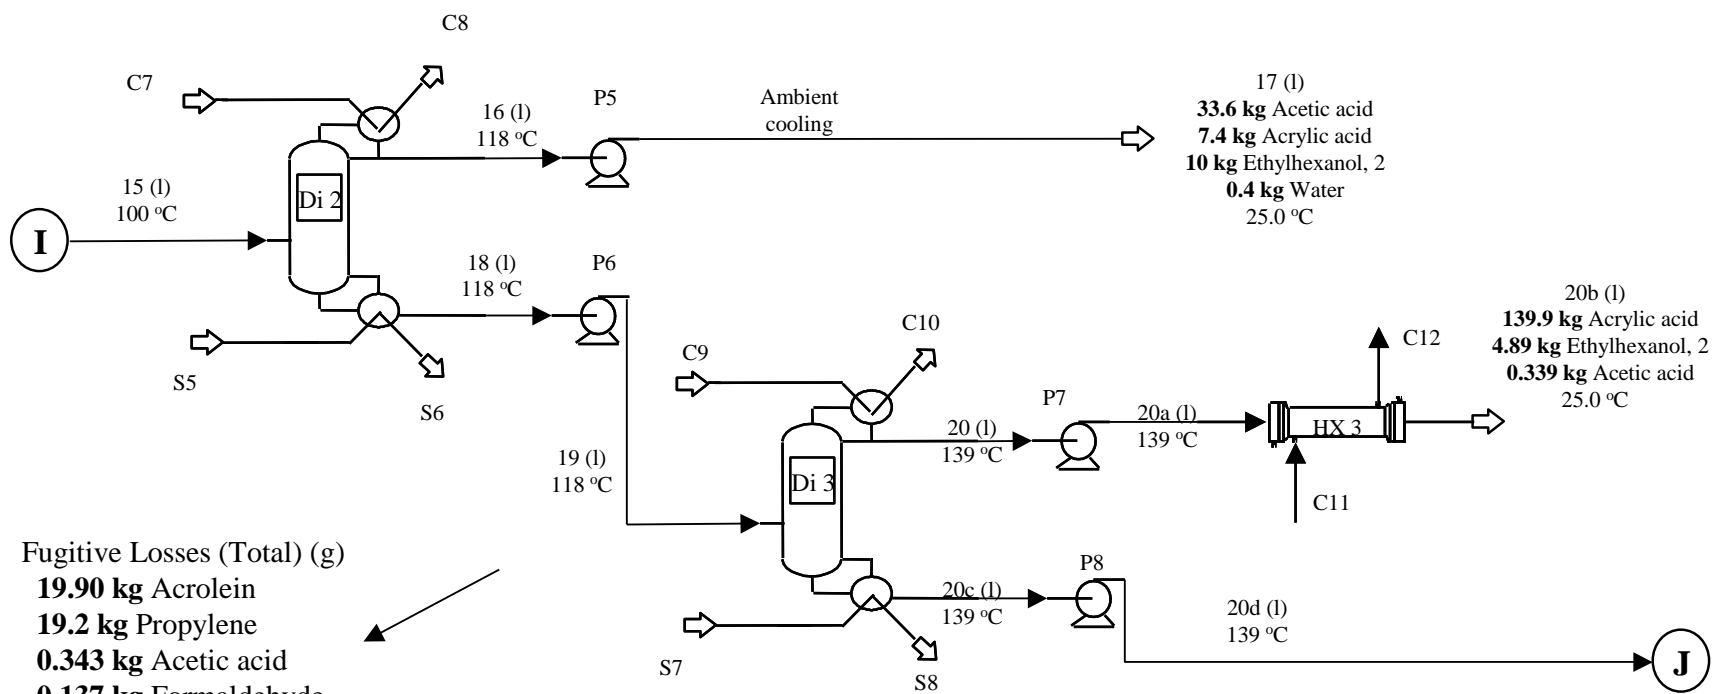 C8
C7
16 (l)
118 °C
P5
Ambient
cooling
17 (l)
33.6 kg Acetic acid
7.4 kg Acrylic acid
10 kg Ethylhexanol, 2
0.4 kg Water
25.0 °C
15 (l)
100 °C
Di 2
I
18 (l)
118 °C
P6
S5
S6
C9
C10
20b (l)
139.9 kg Acrylic acid
4.89 kg Ethylhexanol, 2
0.339 kg Acetic acid
25.0 °C
C12
P7
20 (l)
139 °C
20a (l)
139 °C
HX 3
C11
19 (l)
118 °C
Di 3
Fugitive Losses (Total) (g)
19.90 kg Acrolein
19.2 kg Propylene
0.343 kg Acetic acid
0.137 kg Formaldehyde
P8
20c (l)
139 °C
20d (l)
139 °C
S7
S8
J